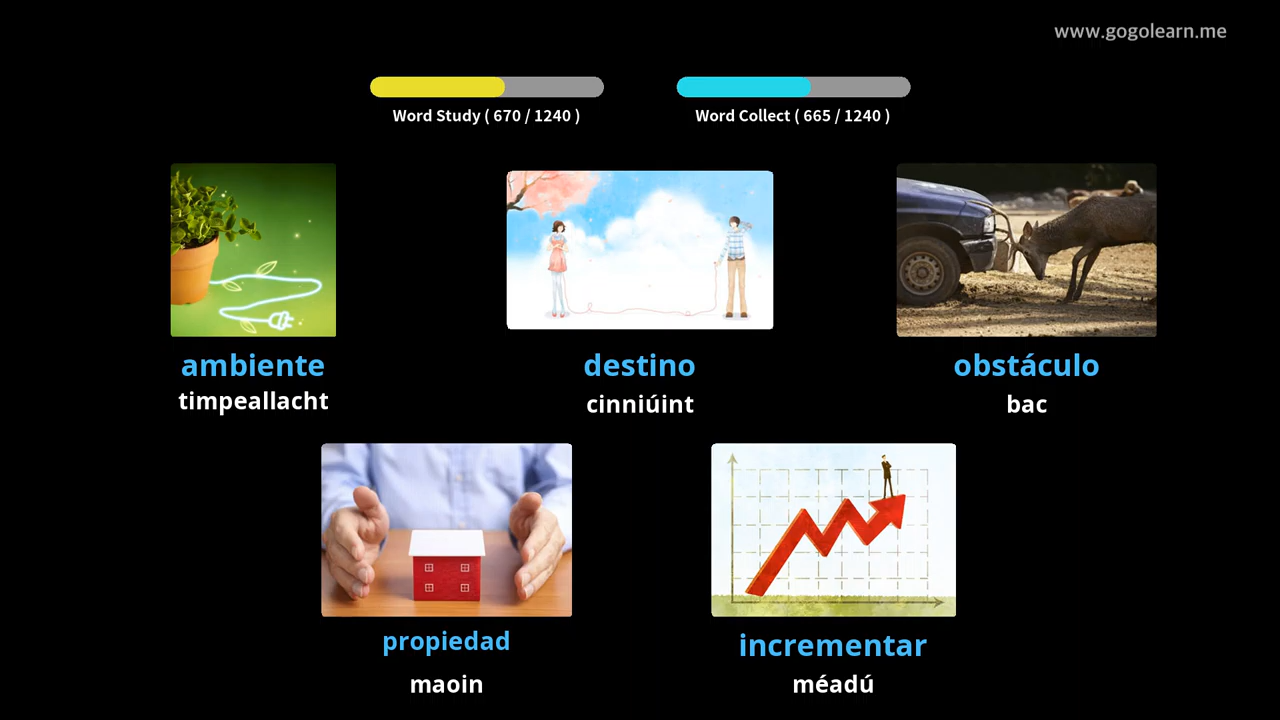 www.gogolearn.me
Word Study ( 670 / 1240 )
Word Collect ( 665 / 1240 )
ambiente
timpeallacht
destino
cinniúint
obstáculo
bac
propiedad
maoin
incrementar
méadú